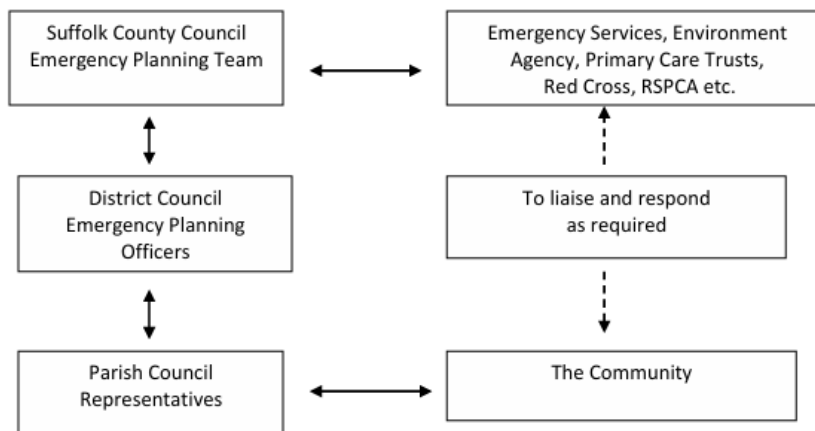 Suffolk County Council
Emergency Planning Team
Emergency Services, Environment
Agency, Primary Care Trusts,
Red Cross, RSPCA etc.
District Council
Emergency Planning
Officers
To liaise and respond
as required
Parish Council
Representatives
The Community